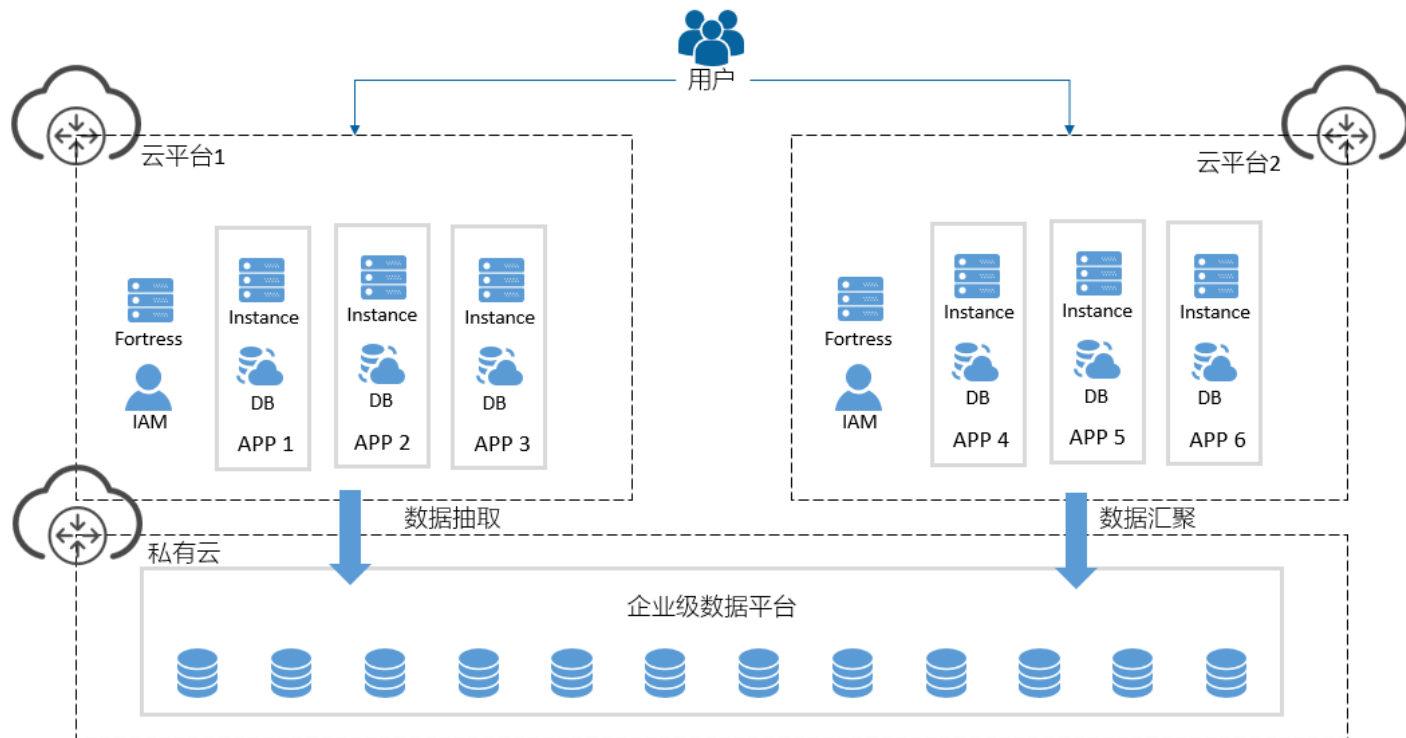 用户
云平台1
云平台2
Instance
Instance
Instance
Fortress
DB
DB
DB
IAM
APP 1
APP 2
APP 3
Instance
Instance
Instance
Fortress
DB
DB
DB
IAM
APP 4
APP 5
APP 6
数据抽取
数据汇聚
私有云
企业级数据平台